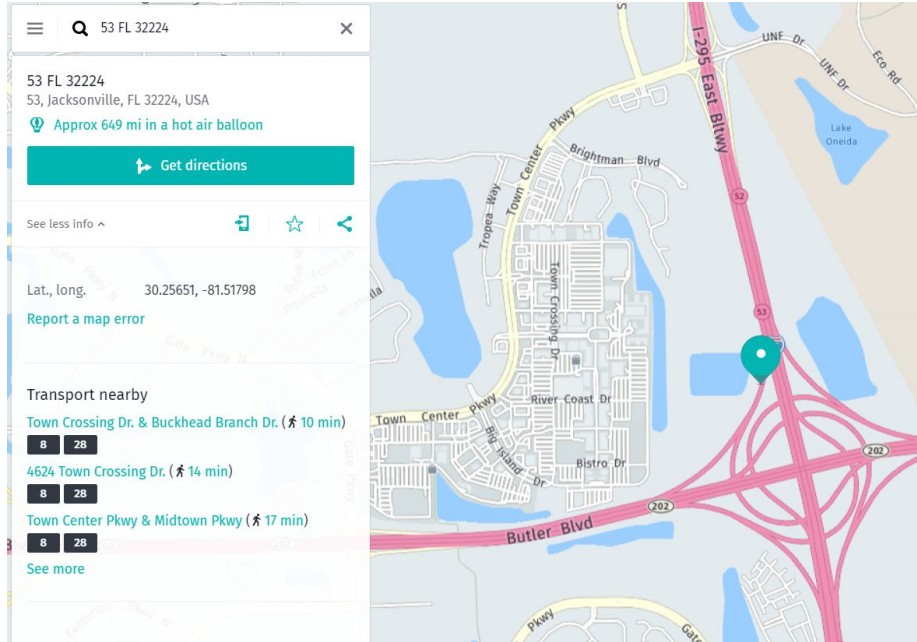 53 FL 32224
53 FL 32224
53, Jacksonville, FL 32224, USA
Approx 649 mi in a hot air balloon
Get directions
See less info
Lat., long. 30.25651, -81.51798
Report a map error
Transport nearby
Town Crossing Dr. & Buckhead Branch Dr. (10 min)
8 28
4624 Town Crossing Dr. (14 min)
8 28
Town Center Pkwy & Midtown Pkwy (17 min)
8 28
See more
S
I-295 East Bltwy
UNF Dr
UNF Dr
Eco Rd
Lake
Oneida
Town Center Pkwy
Brightman Blvd
Tropea Way
52
Town Crossing Dr
53
River Coast Dr
Town Center Pkwy
Big Island Dr
Bistro Dr
202
202
Butler Blvd
Pkwy
Gate